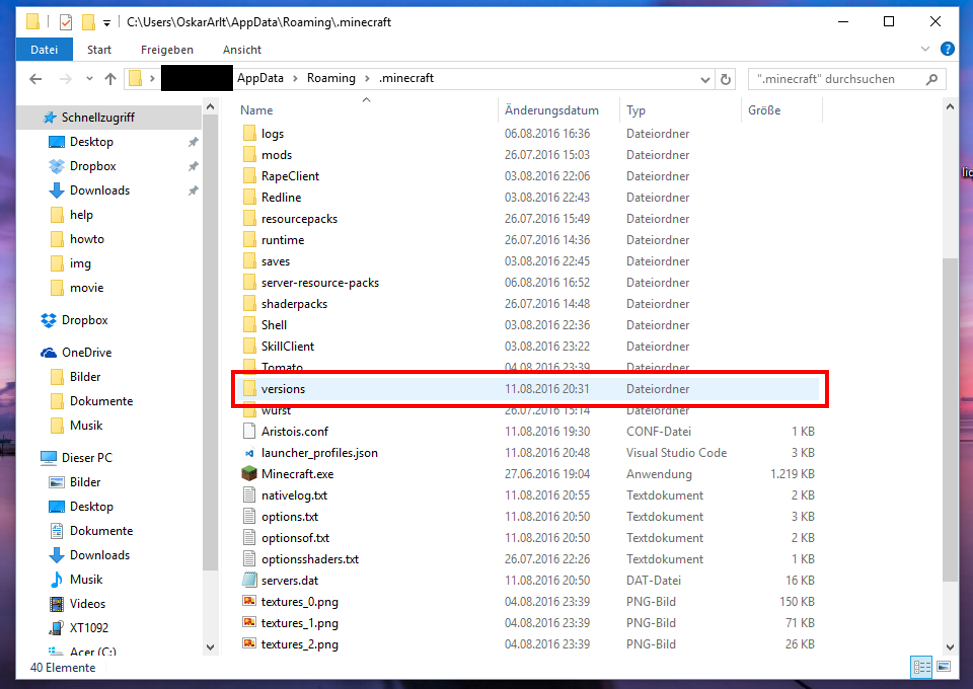 C:\Users\OskarArlt\AppData\Roaming\.minecraft
Datei Start Freigeben Ansicht
AppData > Roaming > .minecraft ".minecraft" durchsuchen
Name Änderungsdatum Typ Größe
Schnellzugriff
Desktop
Dropbox
Downloads
help
howto
img
movie
Dropbox
OneDrive
Bilder
Dokumente
Musik
Dieser PC
Bilder
Desktop
Dokumente
Downloads
Musik
Videos
XT1092
Acer (C:)
logs 06.08.2016 16:36 Dateiordner
mods 26.07.2016 15:03 Dateiordner
RapeClient 03.08.2016 22:06 Dateiordner
Redline 03.08.2016 22:43 Dateiordner
resourcepacks 26.07.2016 15:49 Dateiordner
runtime 26.07.2016 14:36 Dateiordner
saves 03.08.2016 22:45 Dateiordner
server-resource-packs 06.08.2016 16:52 Dateiordner
shaderpacks 26.07.2016 14:48 Dateiordner
Shell 03.08.2016 22:36 Dateiordner
SkillClient 03.08.2016 23:22 Dateiordner
Tomato 04.08.2016 23:39 Dateiordner
versions 11.08.2016 20:31 Dateiordner
wurst 26.07.2016 15:14 Dateiordner
Aristois.conf 11.08.2016 19:30 CONF-Datei 1 KB
launcher_profiles.json 11.08.2016 20:48 Visual Studio Code 3 KB
Minecraft.exe 27.06.2016 19:04 Anwendung 1.219 KB
nativelog.txt 11.08.2016 20:55 Textdokument 2 KB
options.txt 11.08.2016 20:50 Textdokument 3 KB
optionsof.txt 11.08.2016 20:50 Textdokument 2 KB
optionsshaders.txt 26.07.2016 22:26 Textdokument 1 KB
servers.dat 11.08.2016 20:50 DAT-Datei 16 KB
textures_0.png 04.08.2016 23:39 PNG-Bild 150 KB
textures_1.png 04.08.2016 23:39 PNG-Bild 71 KB
textures_2.png 04.08.2016 23:39 PNG-Bild 26 KB
40 Elemente